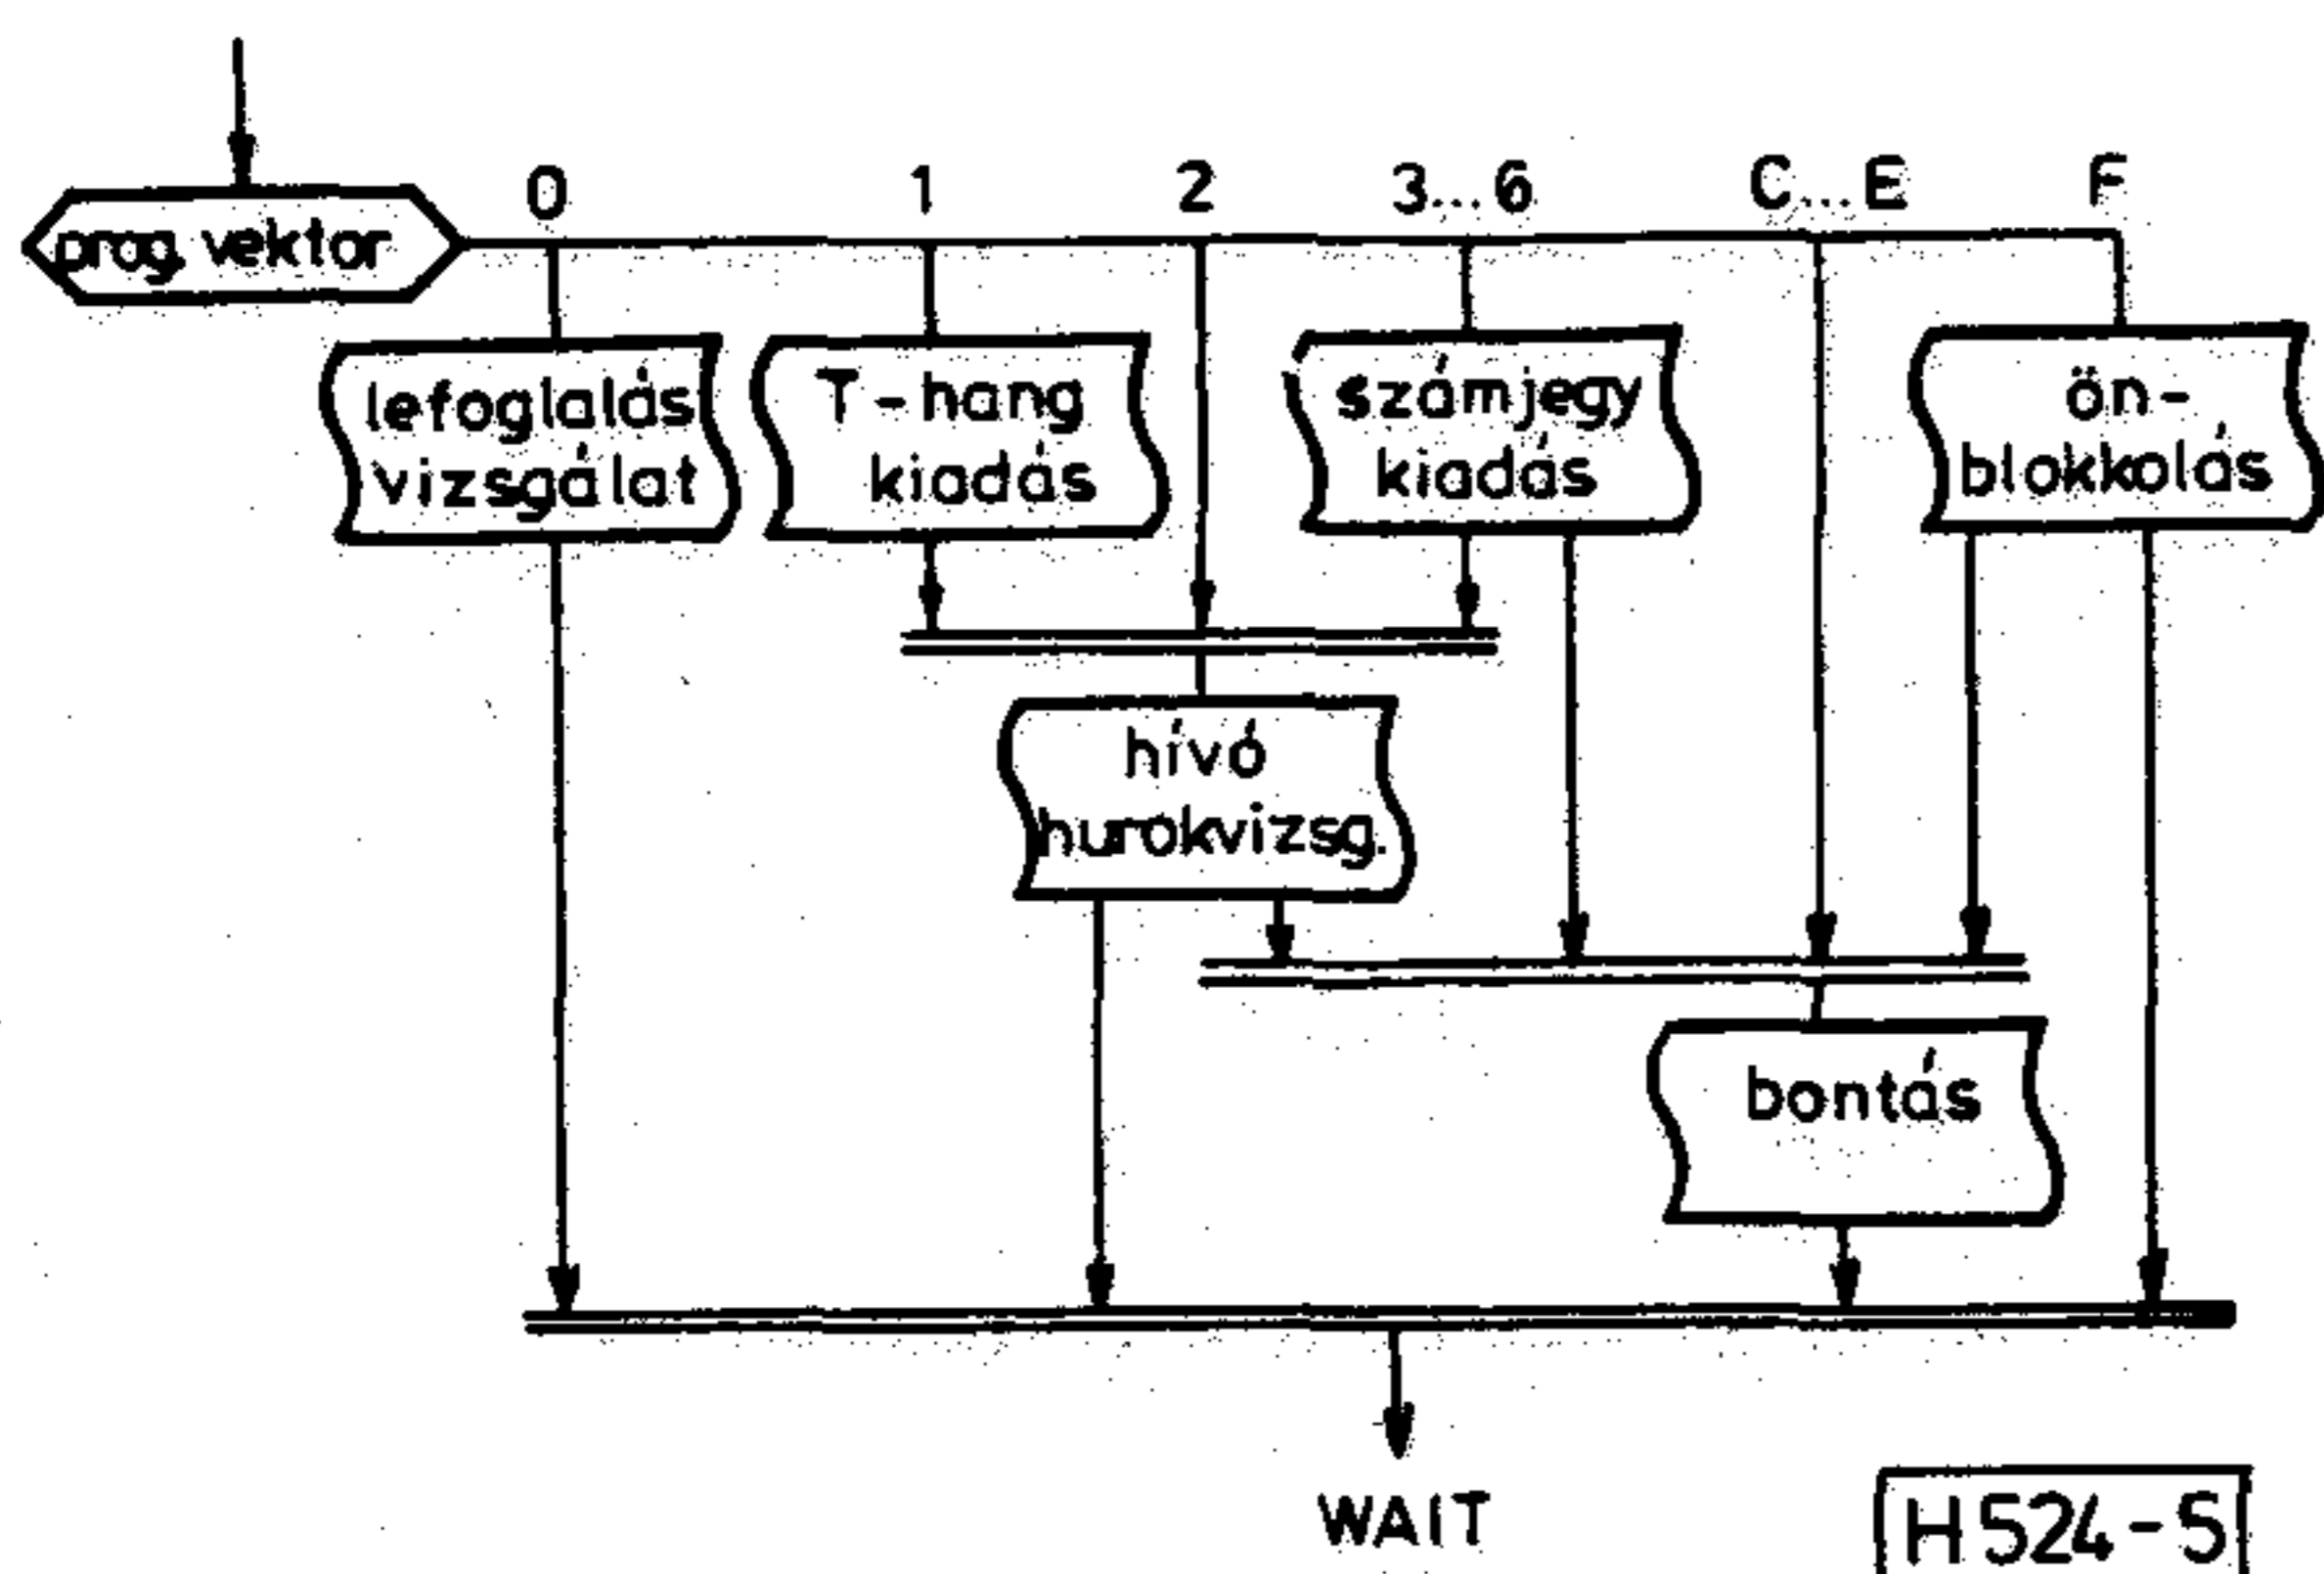 0 1 2 3...6 C...E F
prog. vektor
lefoglalás
vizsgálat
T-hang
kiadás
számjegy
kiadás
ön-
blokkolás
hívó
hurokvizsg.
bontás
WAIT
H524-S